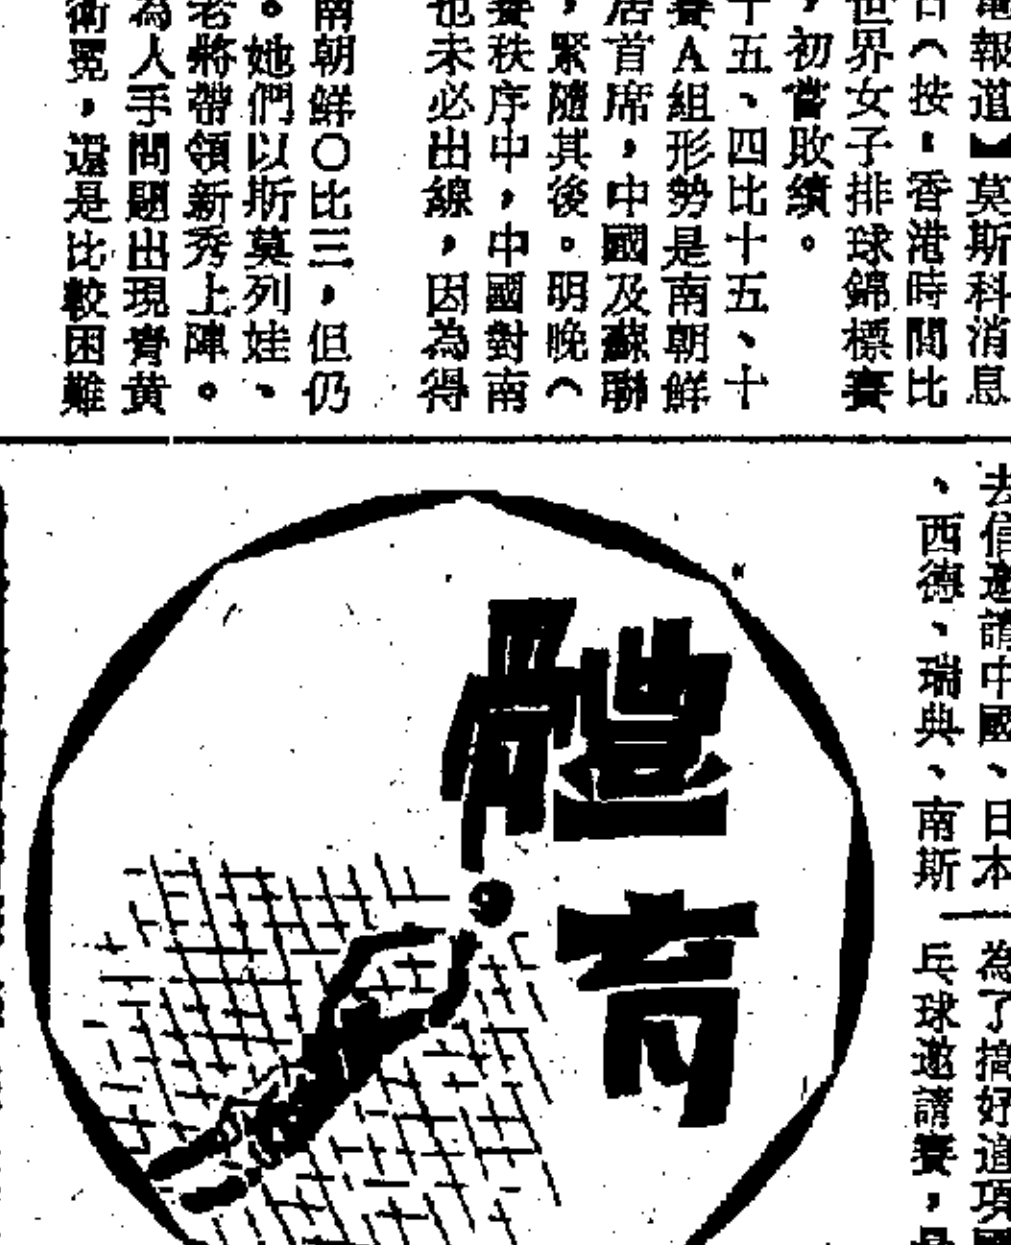 電報道】莫斯科消息
日（按：香港時間比
世界女子排球錦標賽
，初嘗敗績。
十五、四比十五、十
賽A組形勢是南朝鮮
居首席，中國及蘇聯
，緊隨其後。明晚（
賽秩序中，中國對南
也未必出線，因為得
南朝鮮〇比三，但仍
。她們以斯莫列娃、
老將帶領新秀上陣。
為人手問題出現青黄
衛冕，還是比較困難
去信邀請中國、日本
、西德、瑞典、南斯
為了搞好這項國
乓球邀請賽，是
體育